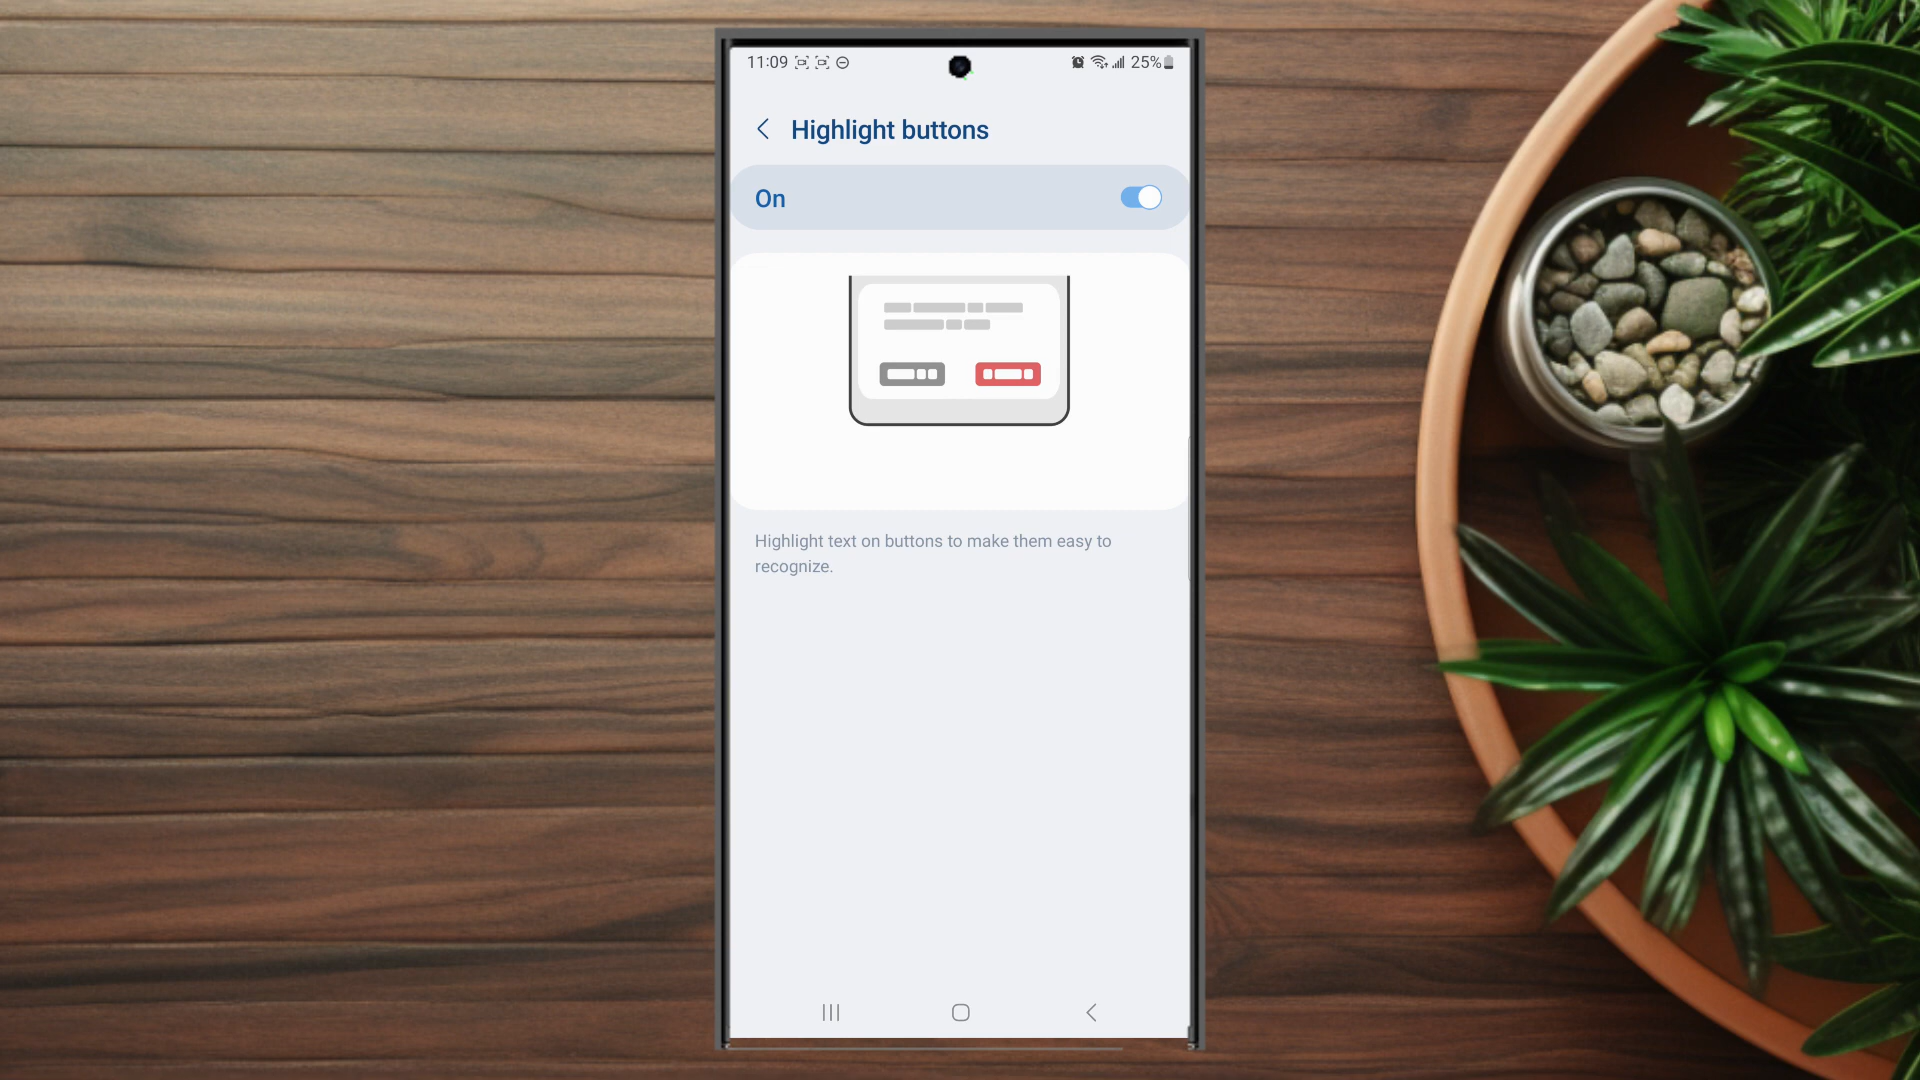 11:09
25%
Highlight buttons
On
Highlight text on buttons to make them easy to
recognize.